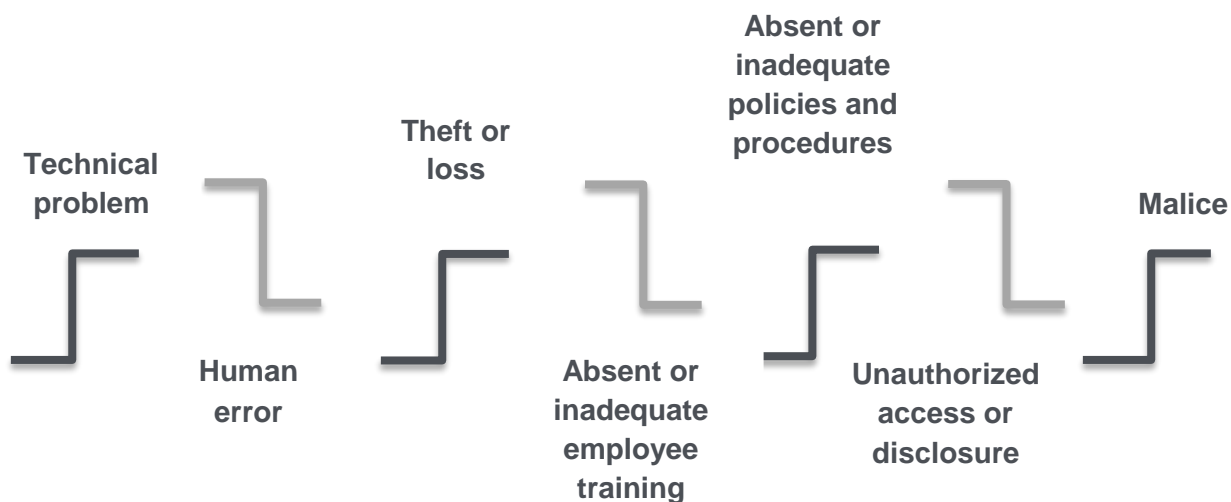 Technical
problem
Human
error
Theft or
loss
Absent or
inadequate
employee
training
Absent or
inadequate
policies and
procedures
Unauthorized
access or
disclosure
Malice